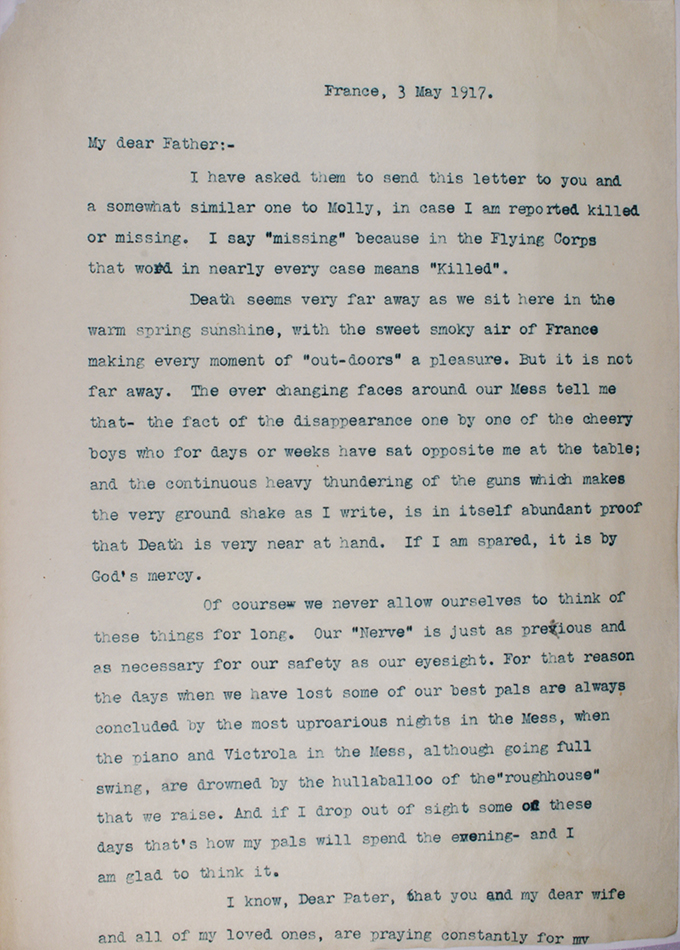 France, 3 May 1917.
My dear Father:-
I have asked them to send this letter to you and
a somewhat similar one to Molly, in case I am reported killed
or missing. I say "missing" because in the Flying Corps
that word in nearly every case means "Killed".
Death seems very far away as we sit here in the
warm spring sunshine, with the sweet smoky air of France
making every moment of "out-doors" a pleasure. But it is not
far away. The ever changing faces around our Mess tell me
that- the fact of the disappearance one by one of the cheery
boys who for days or weeks have sat opposite me at the table;
and the continuous heavy thundering of the guns which makes
the very ground shake as I write, is in itself abundant proof
that Death is very near at hand. If I am spared, it is by
God's mercy.
Of course we never allow ourselves to think of
these things for long. Our "Nerve" is just as precious and
as necessary for our safety as our eyesight. For that reason
the days when we have lost some of our best pals are always
concluded by the most uproarious nights in the Mess, when
the piano and Victrola in the Mess, although going full
swing, are drowned by the hullaballoo of the"roughhouse"
that we raise. And if I drop out of sight some of these
days that's how my pals will spend the evening- and I
am glad to think it.
I know, Dear Pater, that you and my dear wife
and all of my loved ones, are praying constantly for my